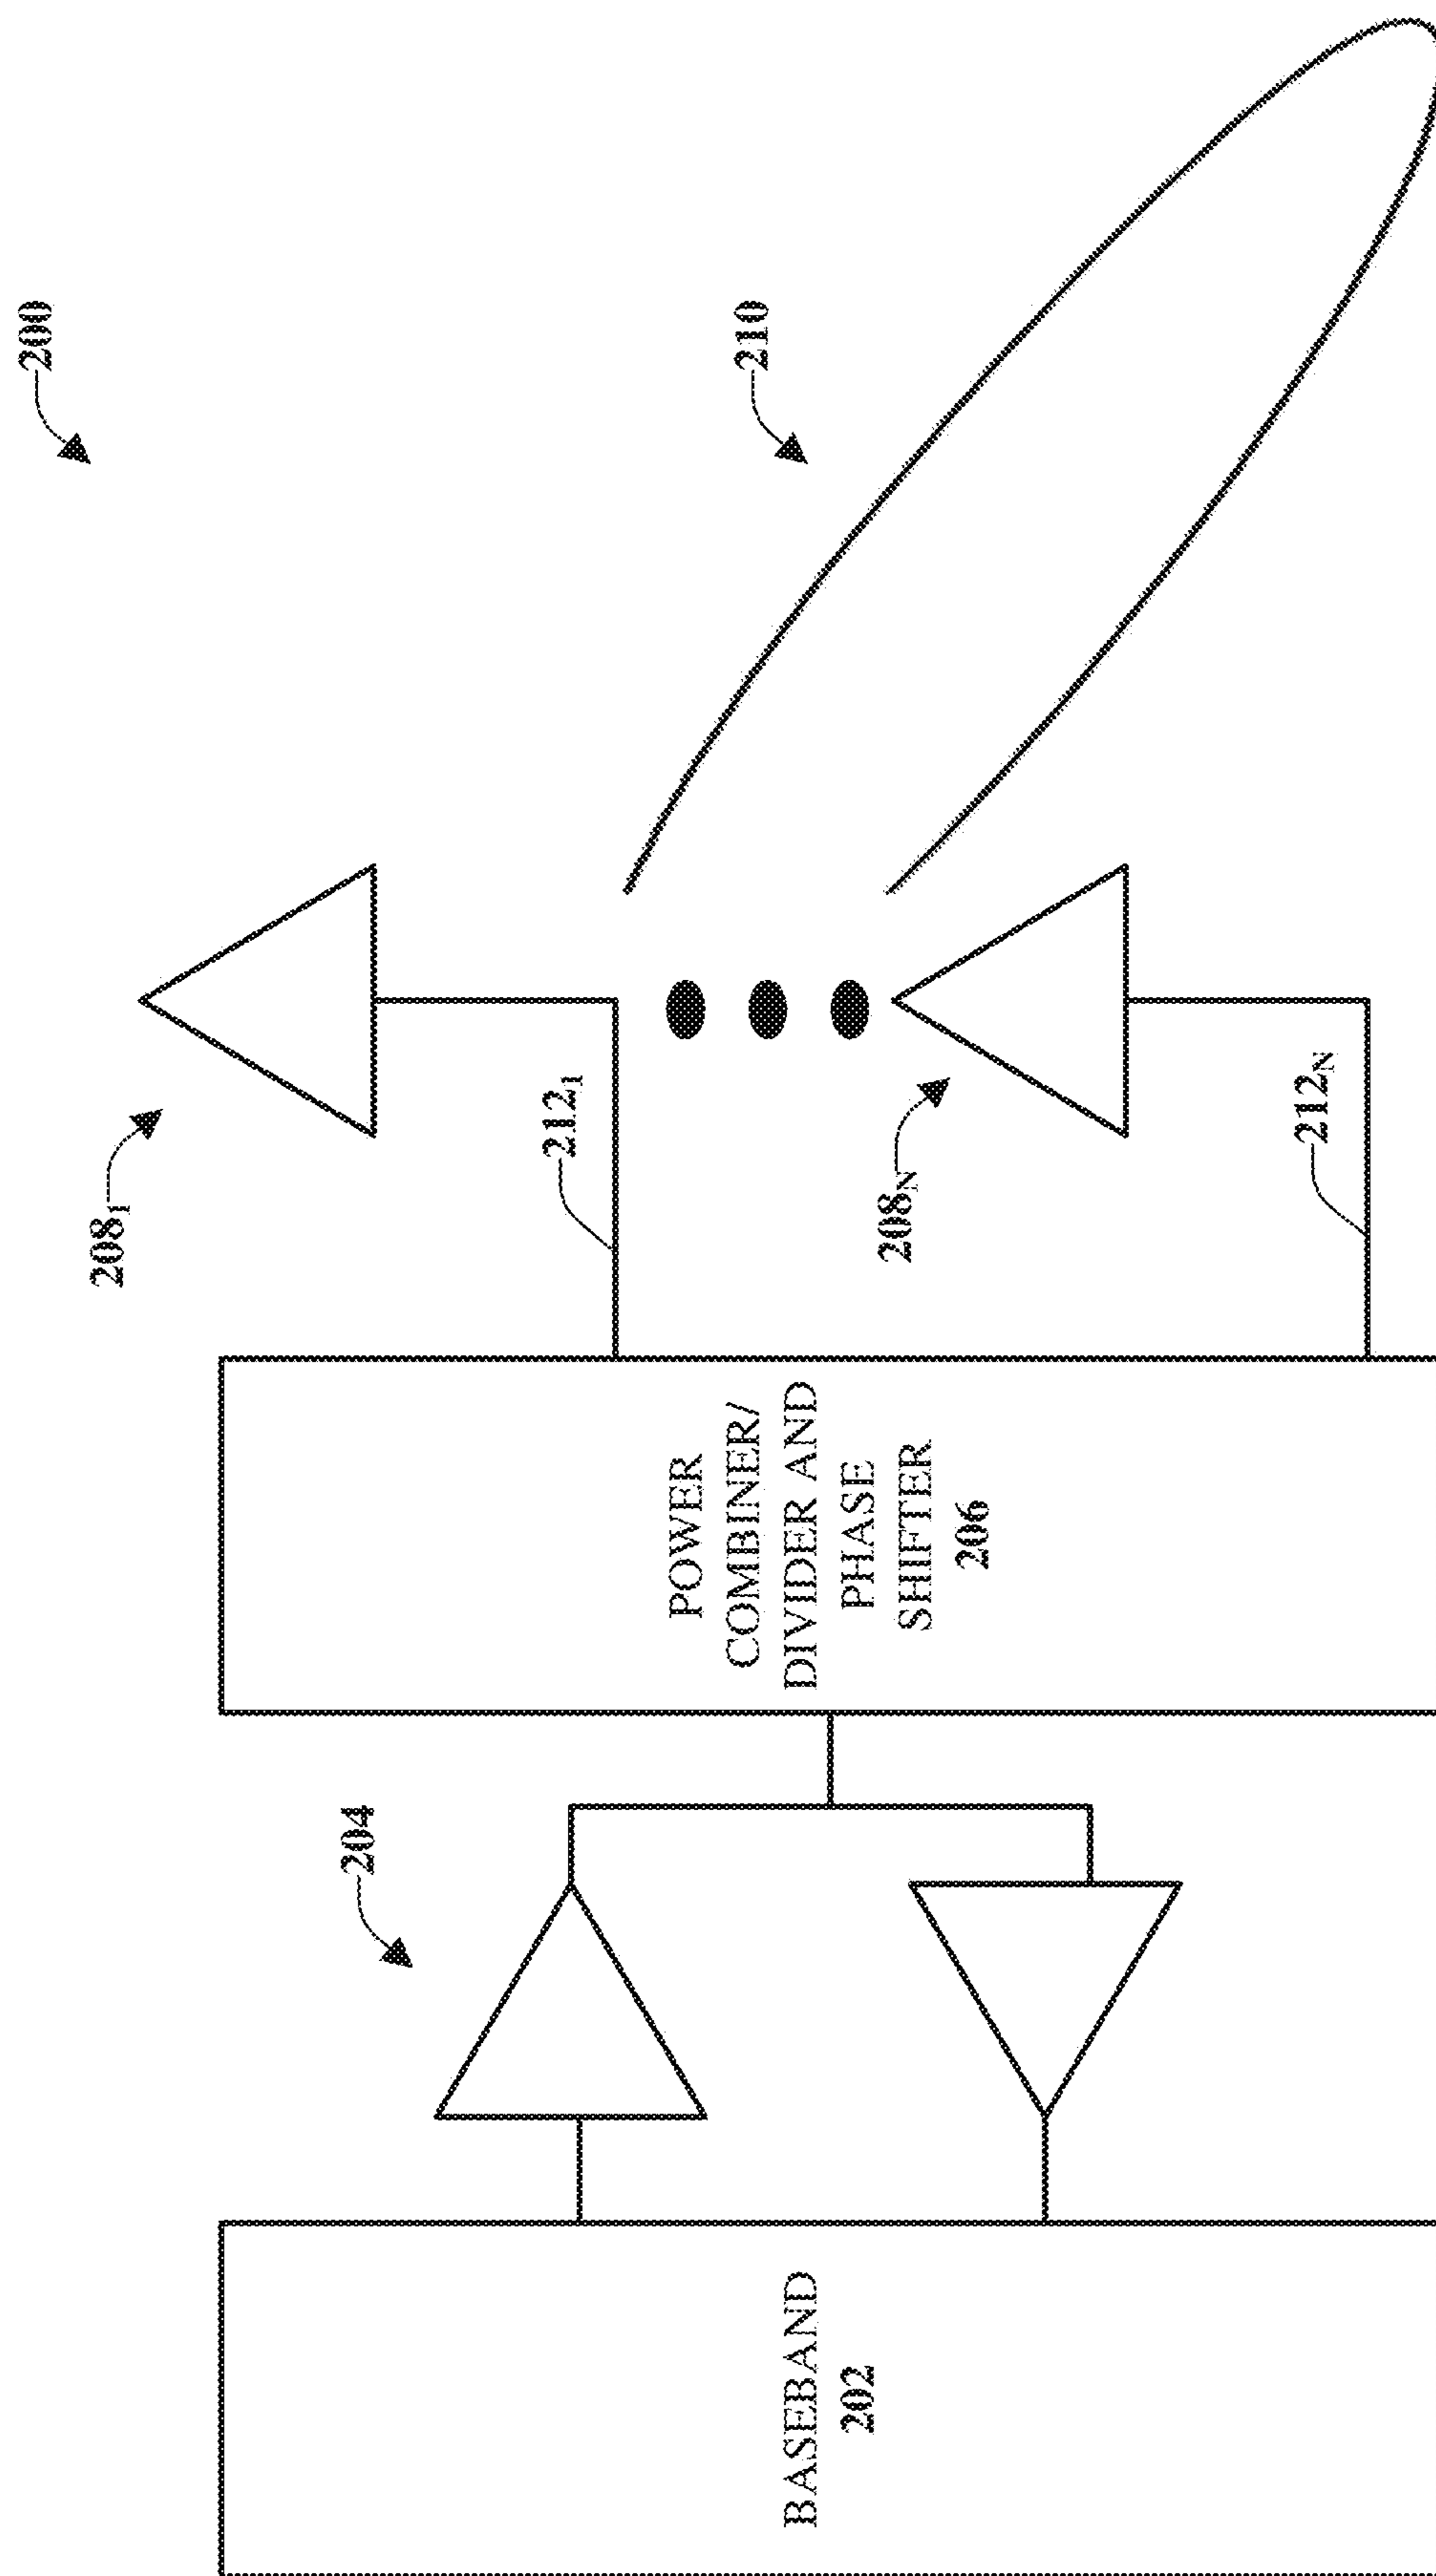 200
208₁
212₁
210
204
208N
212N
BASEBAND
202
POWER
COMBINER/
DIVIDER AND
PHASE
SHIFTER
206